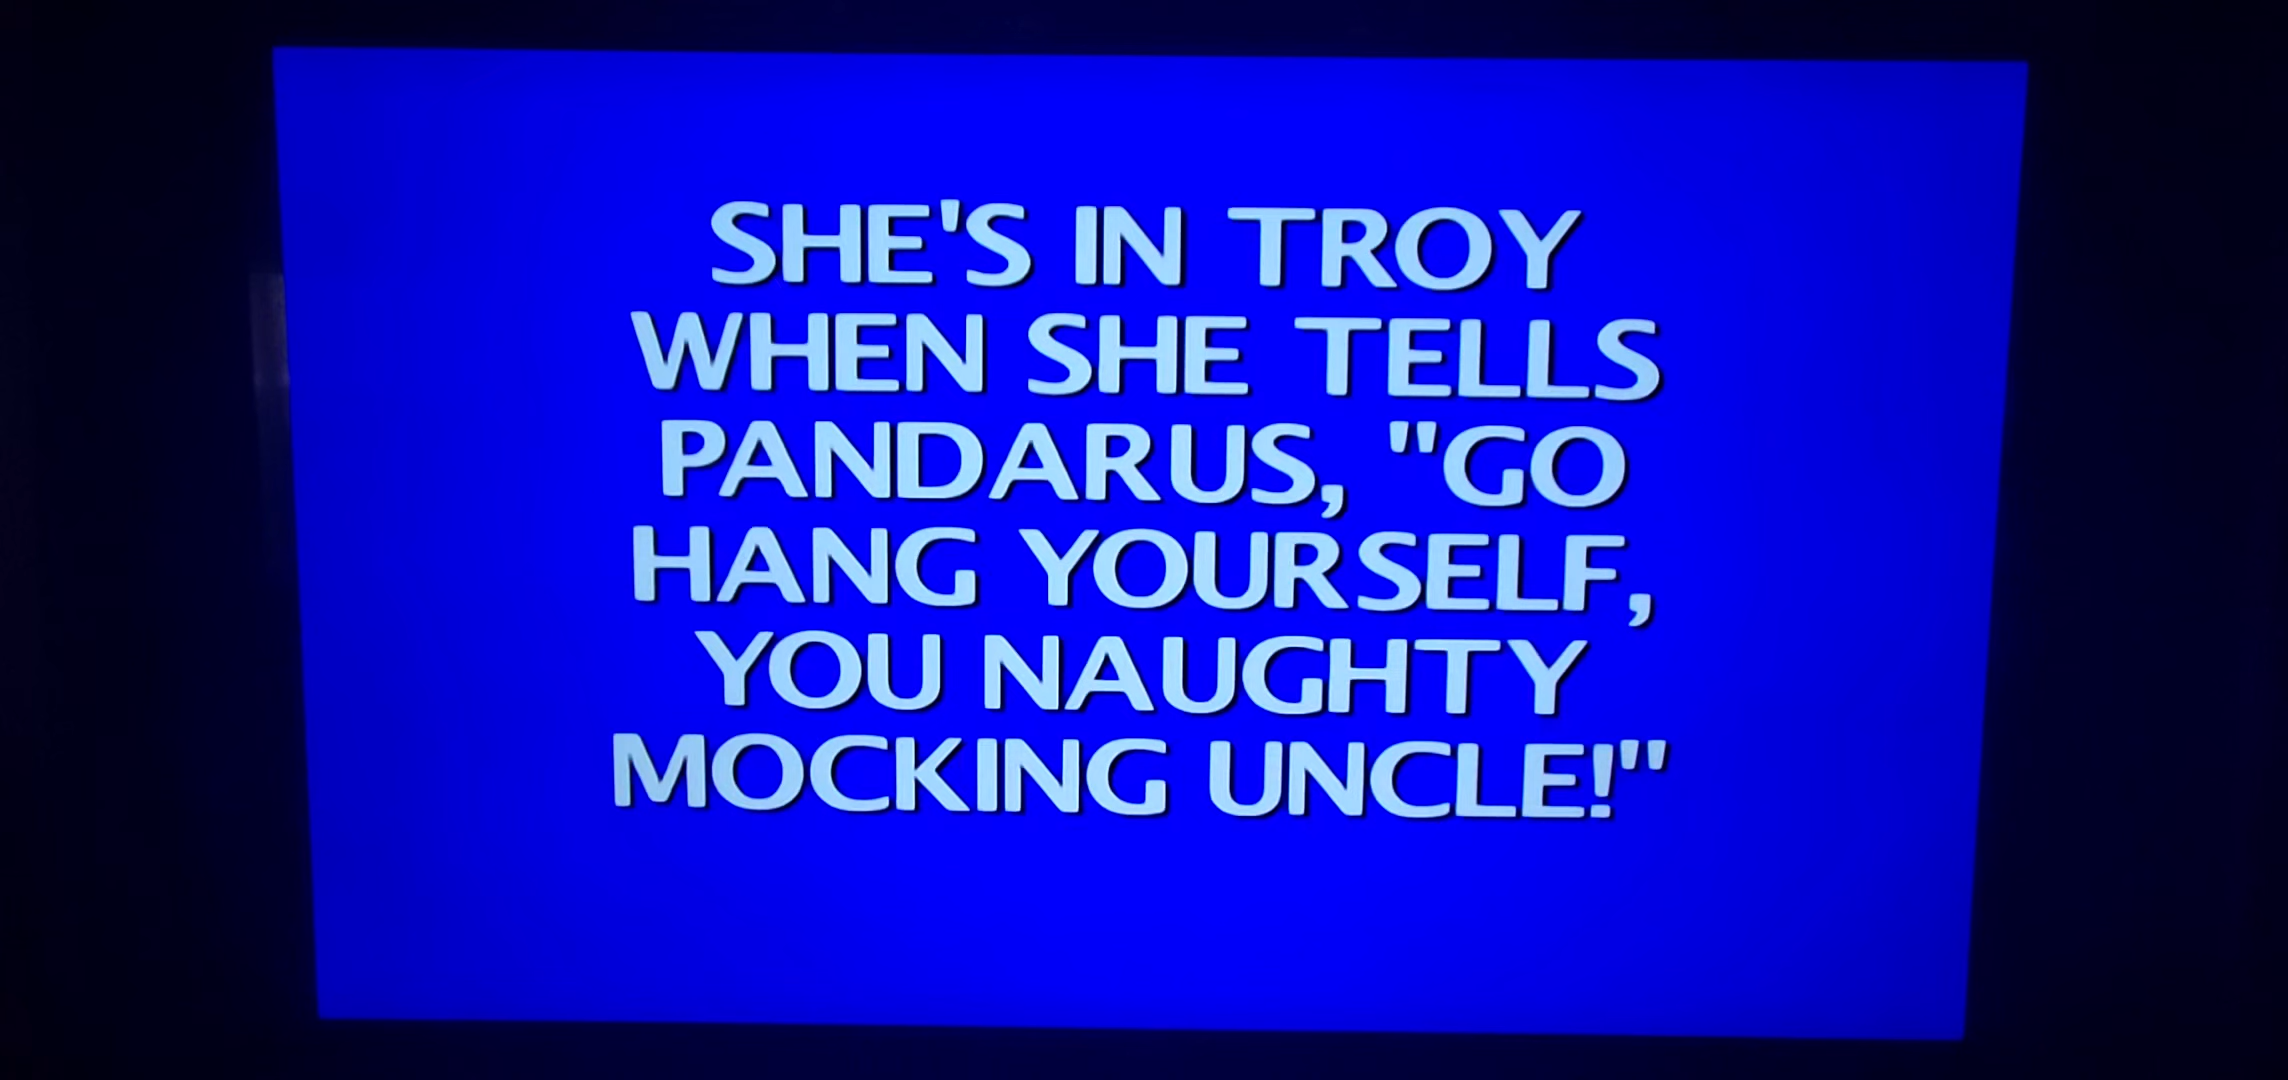 SHE'S IN TROY
WHEN SHE TELLS
PANDARUS, "GO
HANG YOURSELF,
YOU NAUGHTY
MOCKING UNCLE!"